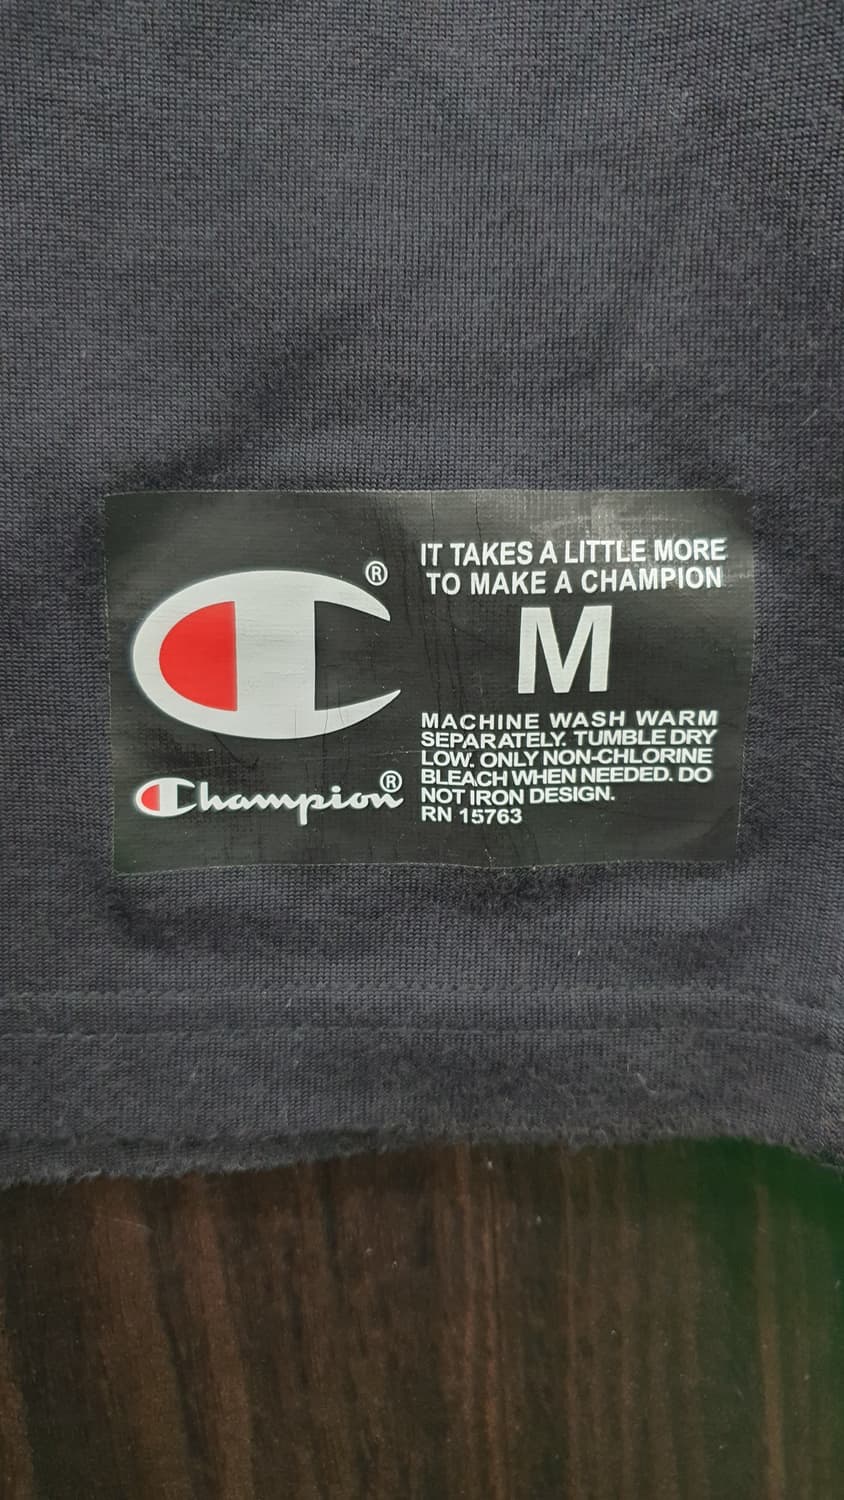 IT TAKES A LITTLE MORE
TO MAKE A CHAMPION
M
MACHINE WASH WARM
SEPARATELY. TUMBLE DRY
LOW. ONLY NON-CHLORINE
BLEACH WHEN NEEDED. DO
NOT IRON DESIGN.
RN 15763
®
Champion®